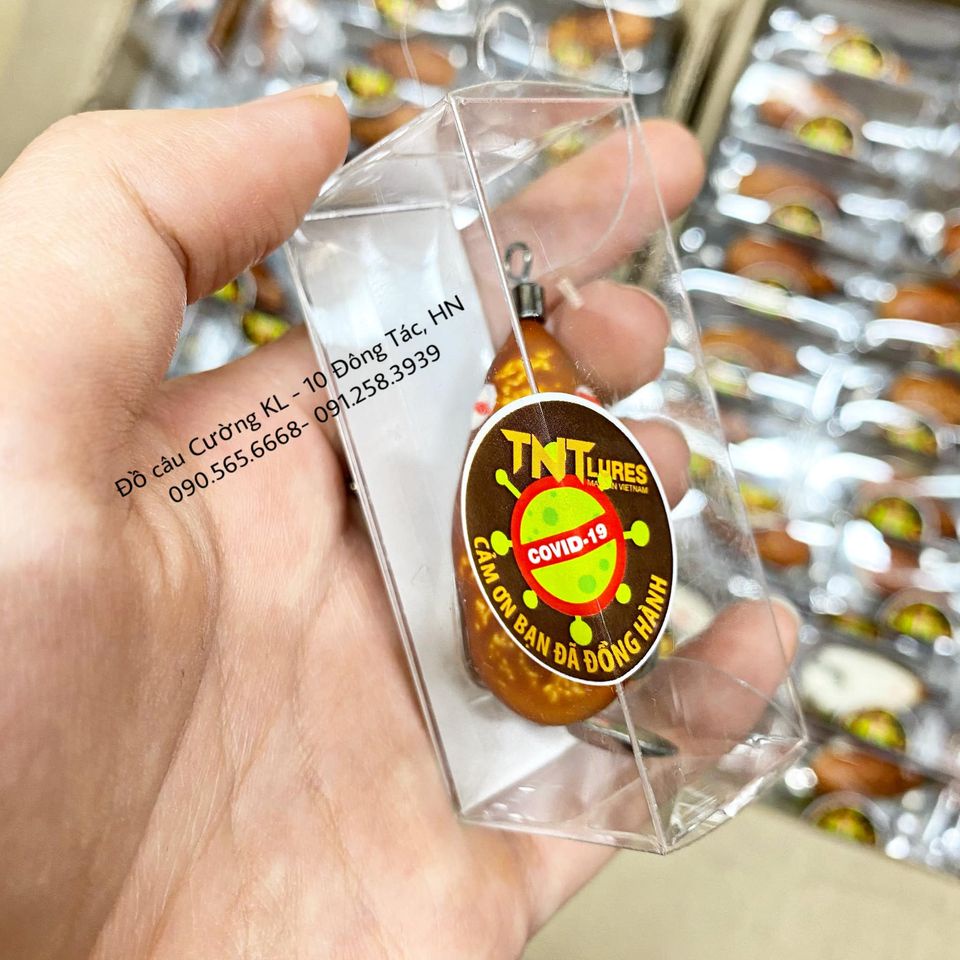 Đồ câu Cường KL - 10 Đông Tác, HN
090.565.6668- 091.258.3939
TNT LURES
MADE IN VIETNAM
COVID-19
CẢM ƠN BẠN ĐÃ ĐỒNG HÀNH